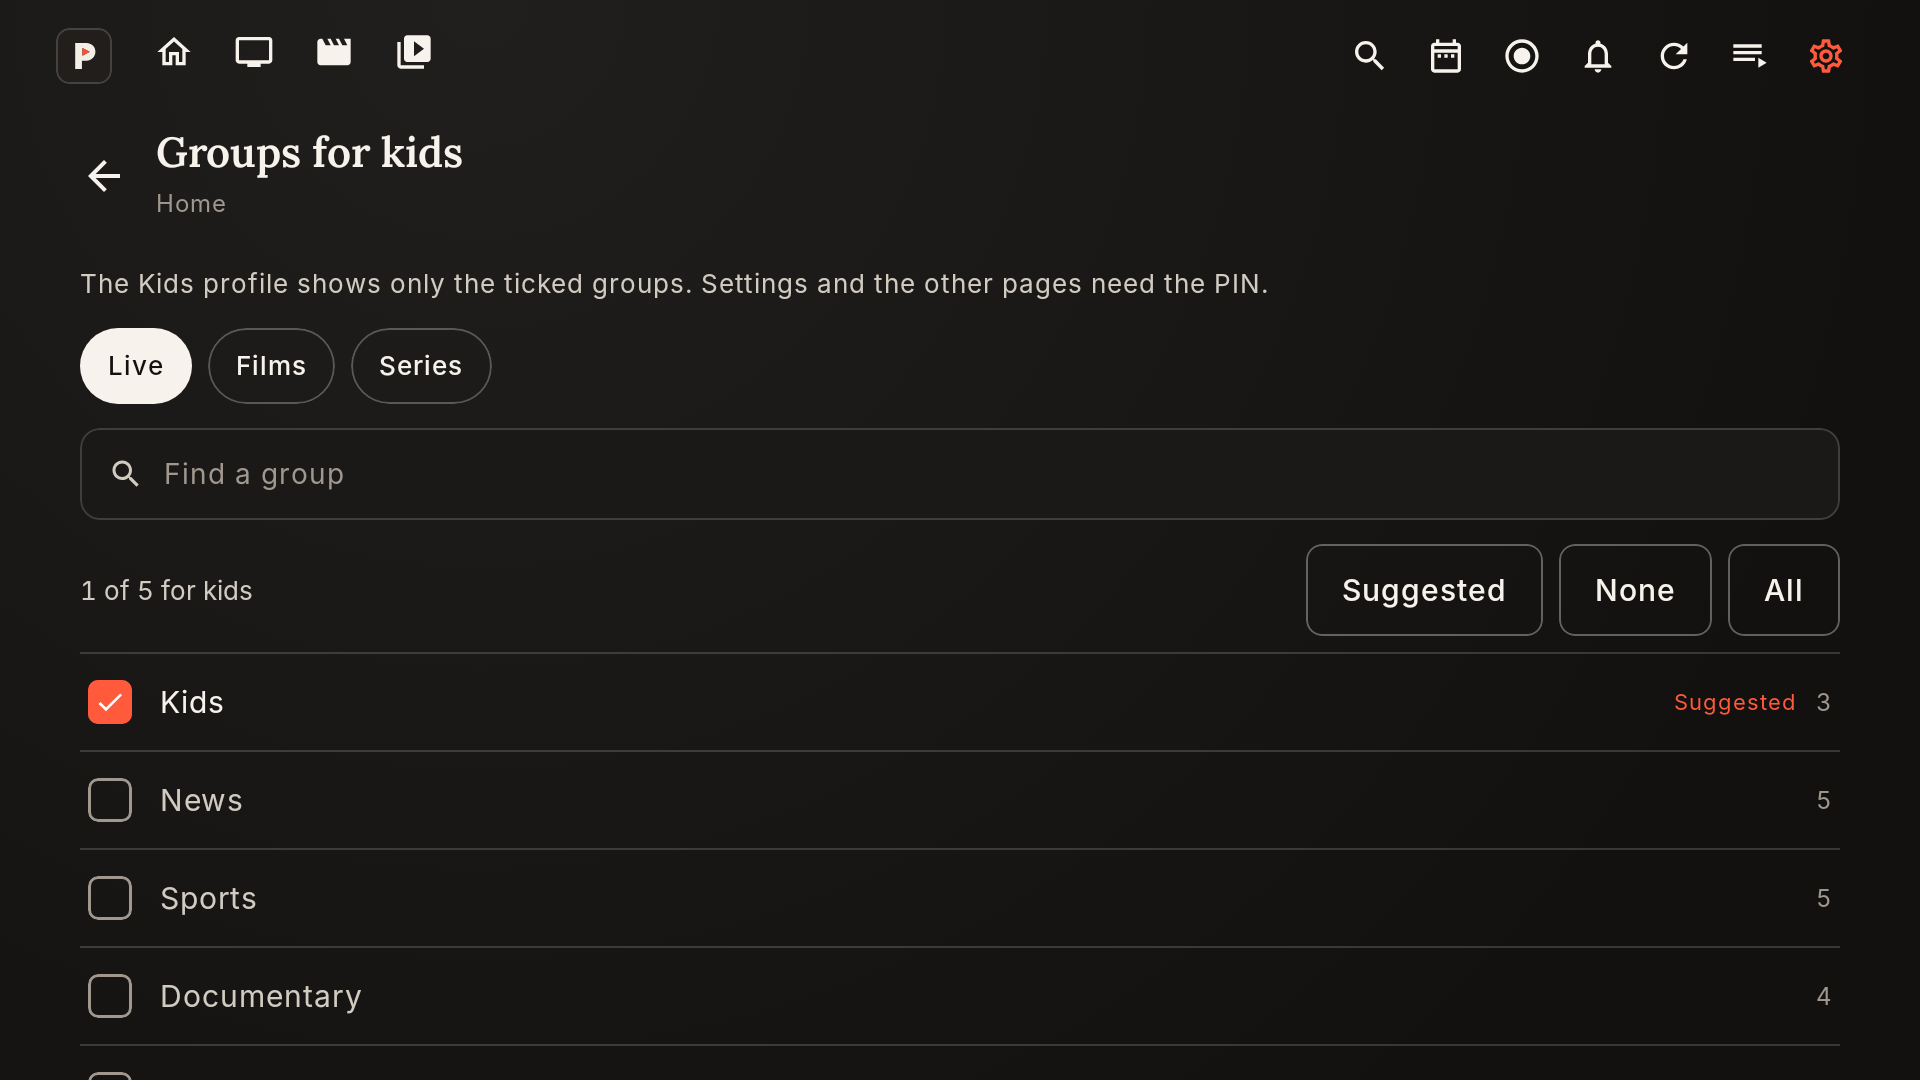 P
Groups for kids
Home
The Kids profile shows only the ticked groups. Settings and the other pages need the PIN.
Live Films Series
Find a group
1 of 5 for kids Suggested None All
Kids Suggested 3
News 5
Sports 5
Documentary 4